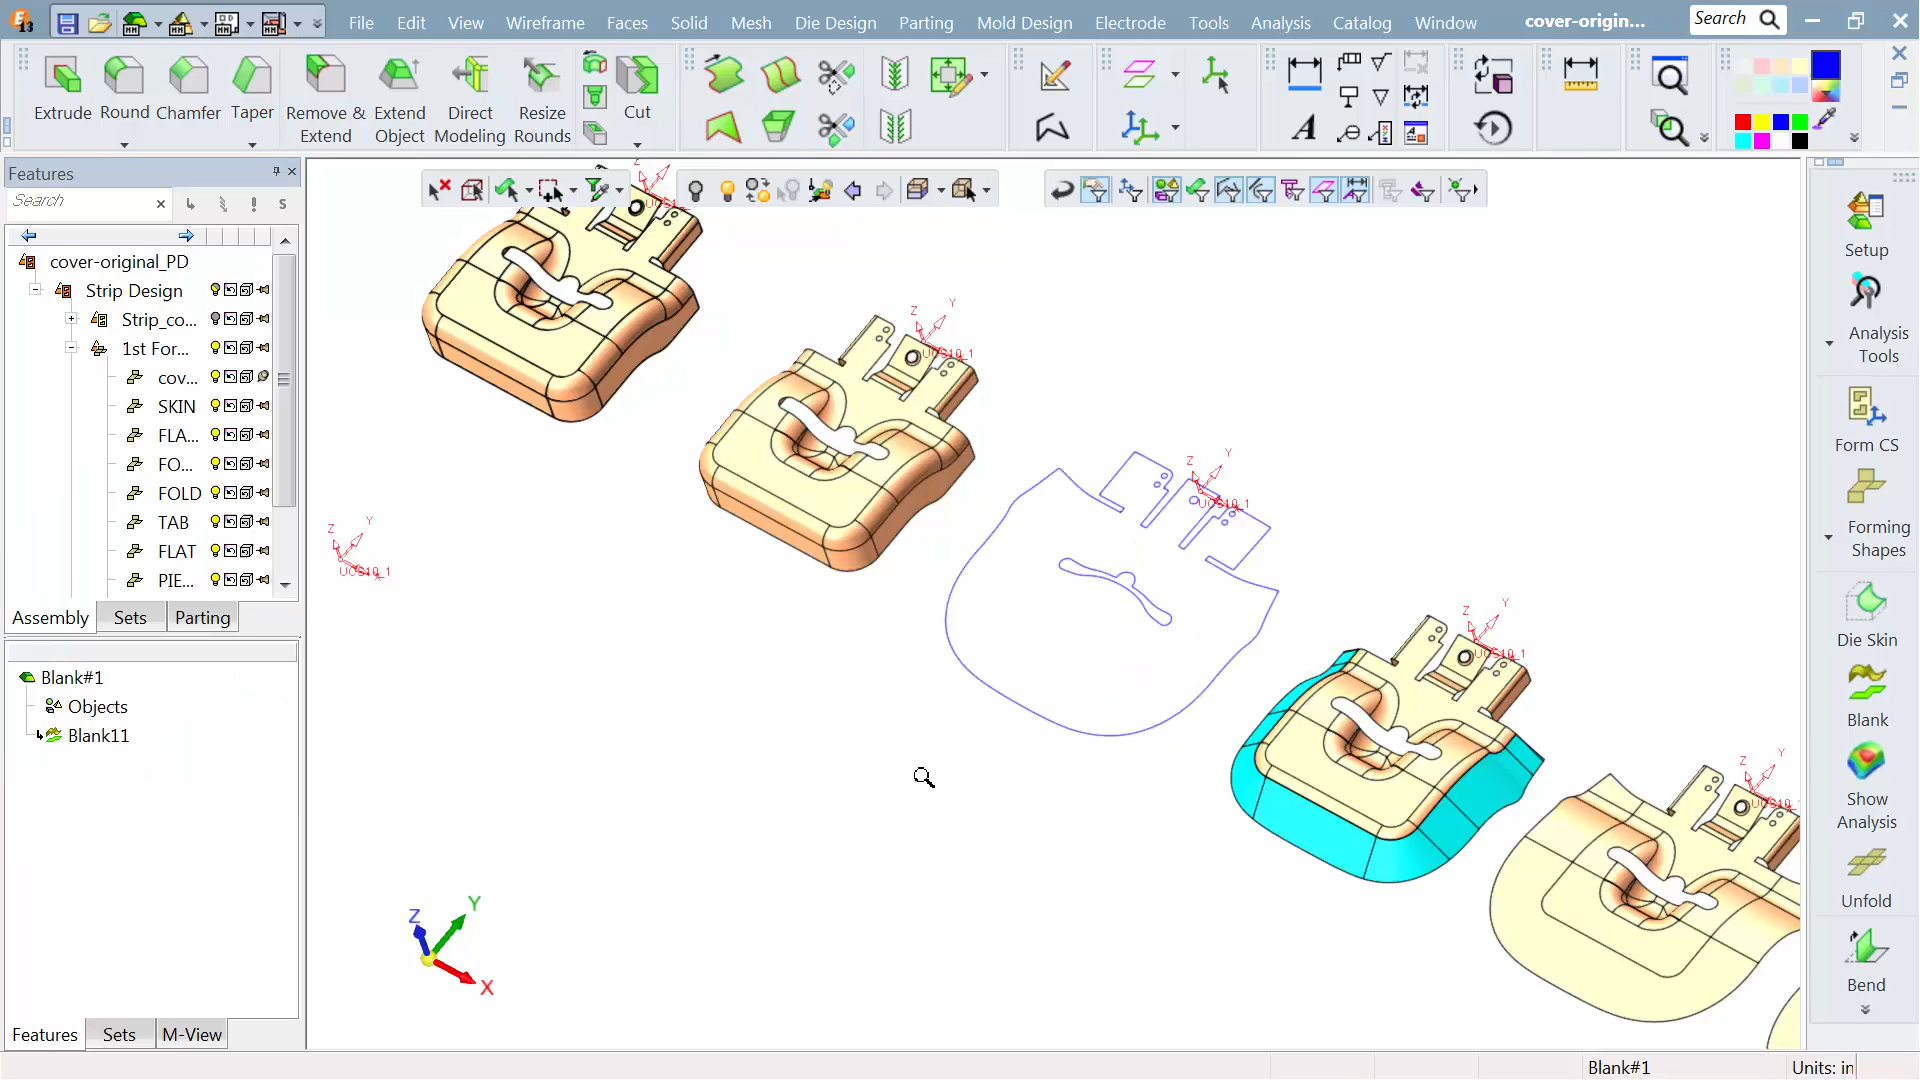 File Edit View Wireframe Faces Solid Mesh Die Design Parting Mold Design Electrode Tools Analysis Catalog Window cover-origin... Search
Extrude Round Chamfer Taper Remove & Extend Extend Object Direct Modeling Resize Rounds Cut
Features
Search
cover-original_PD
Strip Design
Strip_co...
1st For...
cov...
SKIN
FLA...
FO...
FOLD
TAB
FLAT
PIE...
Assembly Sets Parting
Blank#1
Objects
Blank11
Features Sets M-View
Z Y
UCS10_1
Z Y
UCS10_1
Z Y
UCS10_1
Z Y
UCS10_1
Z Y
Z Y X
Setup
Analysis Tools
Form CS
Forming Shapes
Die Skin
Blank
Show Analysis
Unfold
Bend
Blank#1 Units: in